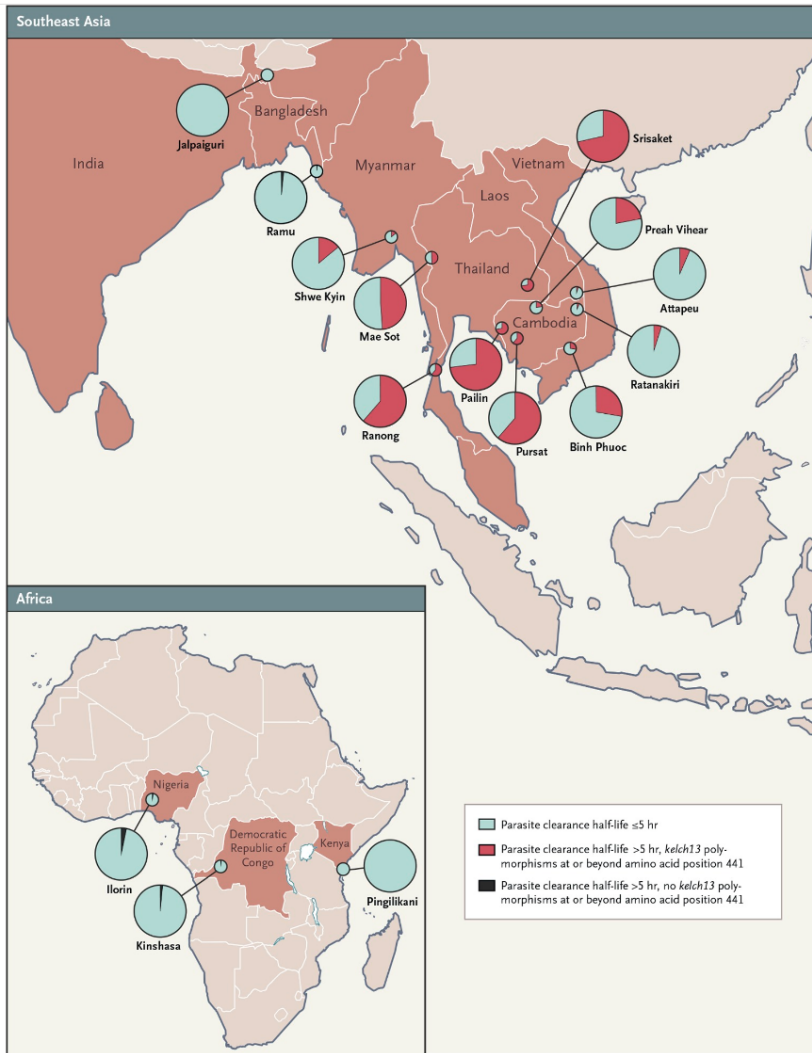 Southeast Asia
India
Bangladesh
Jalpaiguri
Myanmar
Ramu
Shwe Kyin
Mae Sot
Ranong
Vietnam
Laos
Thailand
Cambodia
Srisaket
Preah Vihear
Attapeu
Ratanakiri
Pailin
Pursat
Binh Phuoc
Africa
Nigeria
Democratic
Republic of
Congo
Kenya
Ilorin
Kinshasa
Pingilikani
Parasite clearance half-life ≤5 hr
Parasite clearance half-life >5 hr, kelch13 poly-
morphisms at or beyond amino acid position 441
Parasite clearance half-life >5 hr, no kelch13 poly-
morphisms at or beyond amino acid position 441